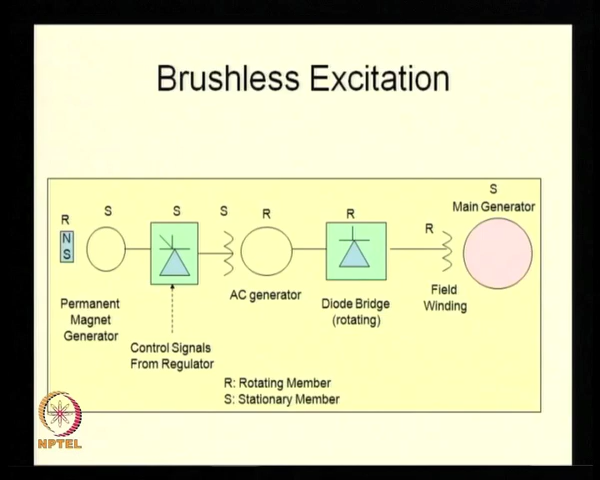 Brushless Excitation
S
Main Generator
R
S
S
S
R
R
R
N
S
AC generator
Field
Winding
Permanent
Magnet
Generator
Diode Bridge
(rotating)
Control Signals
From Regulator
R: Rotating Member
S: Stationary Member
NPTEL